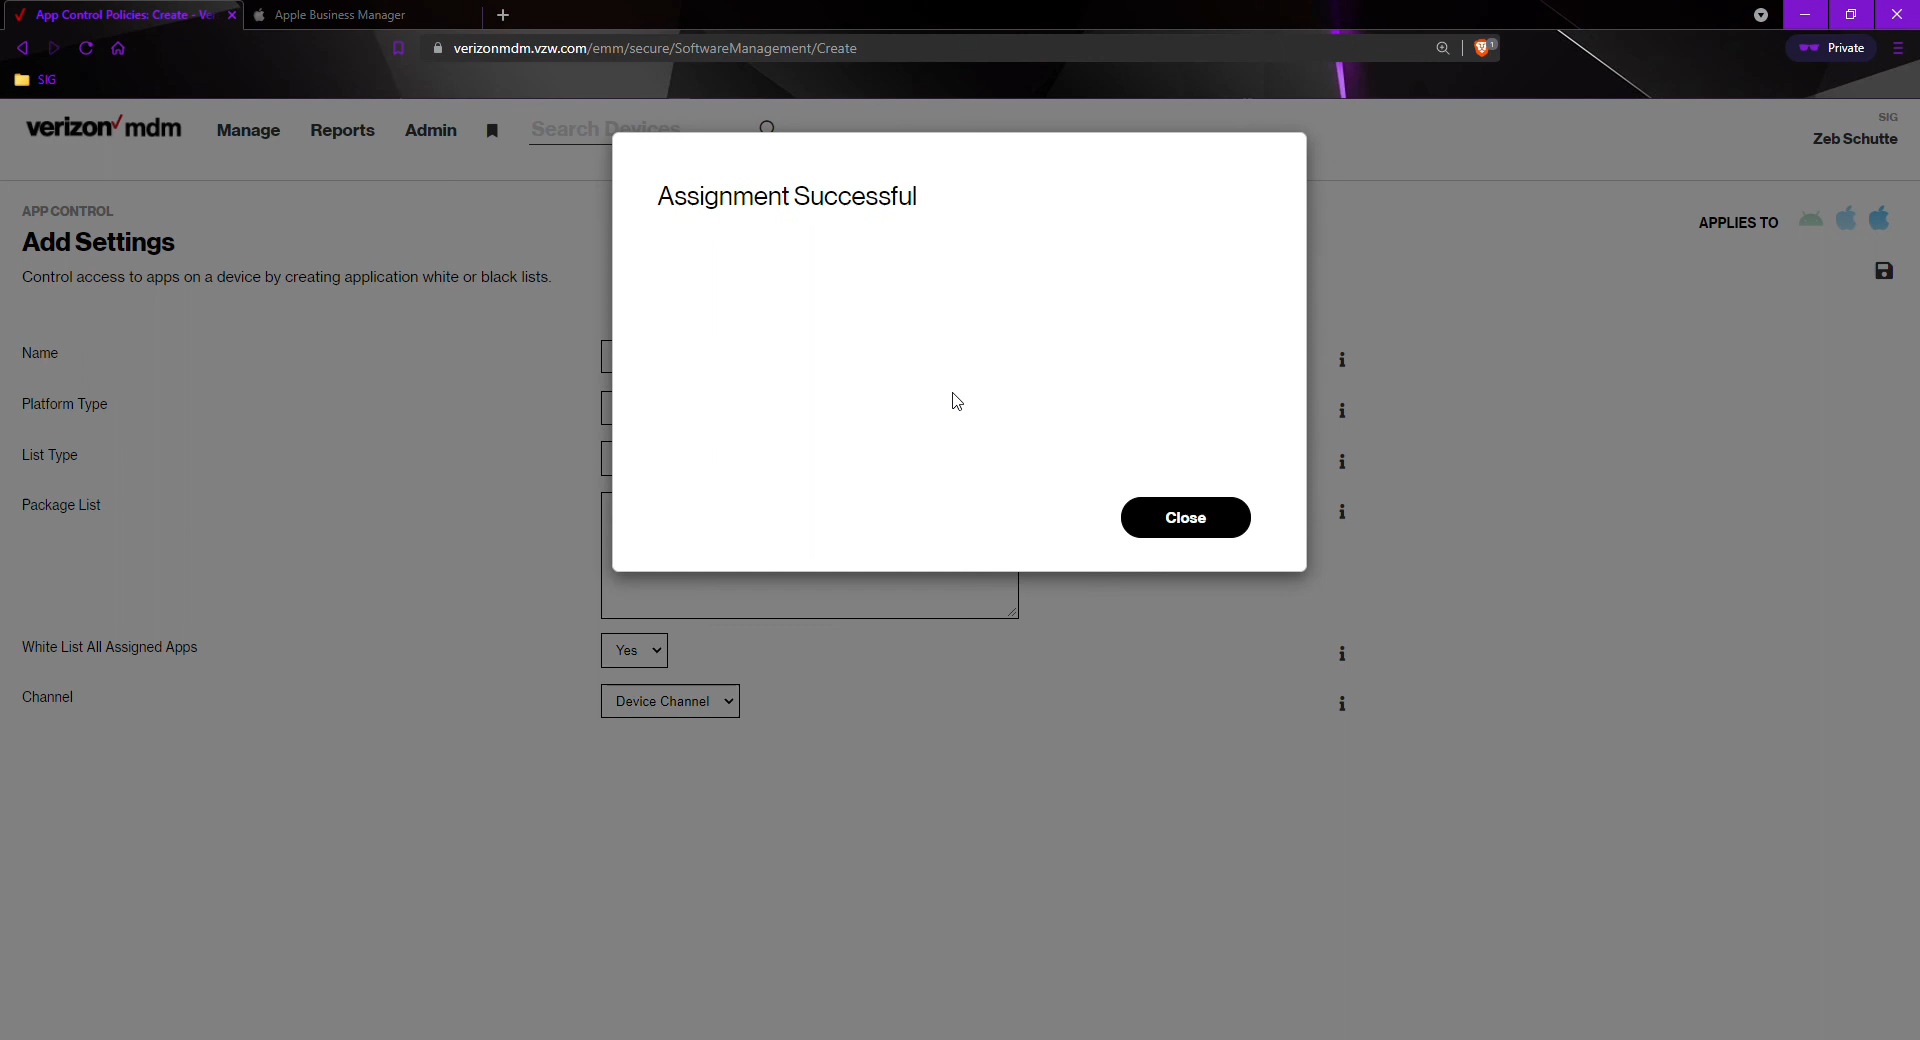 App Control Policies: Create - Ve
Apple Business Manager
verizonmdm.vzw.com/emm/secure/SoftwareManagement/Create
1
Private
SIG
verizon✓mdm
Manage
Reports
Admin
Search Devices
SIG
Zeb Schutte
Assignment Successful
Close
APP CONTROL
Add Settings
Control access to apps on a device by creating application white or black lists.
APPLIES TO
Name
Platform Type
List Type
Package List
White List All Assigned Apps
Yes
Channel
Device Channel